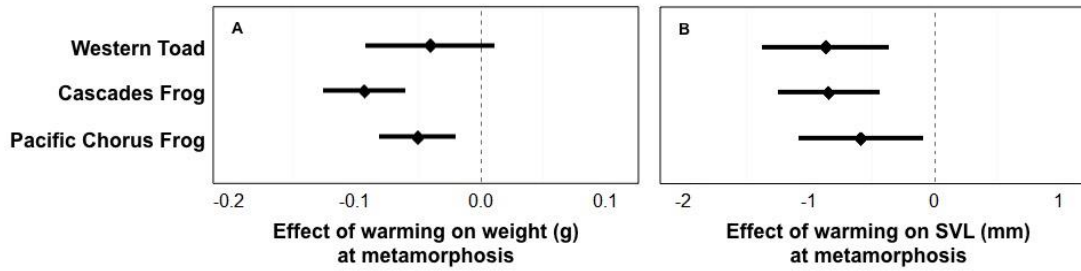 A
B
Western Toad
Cascades Frog
Pacific Chorus Frog
-0.2 -0.1 0.0 0.1
-2 -1 0 1
Effect of warming on weight (g)
at metamorphosis
Effect of warming on SVL (mm)
at metamorphosis